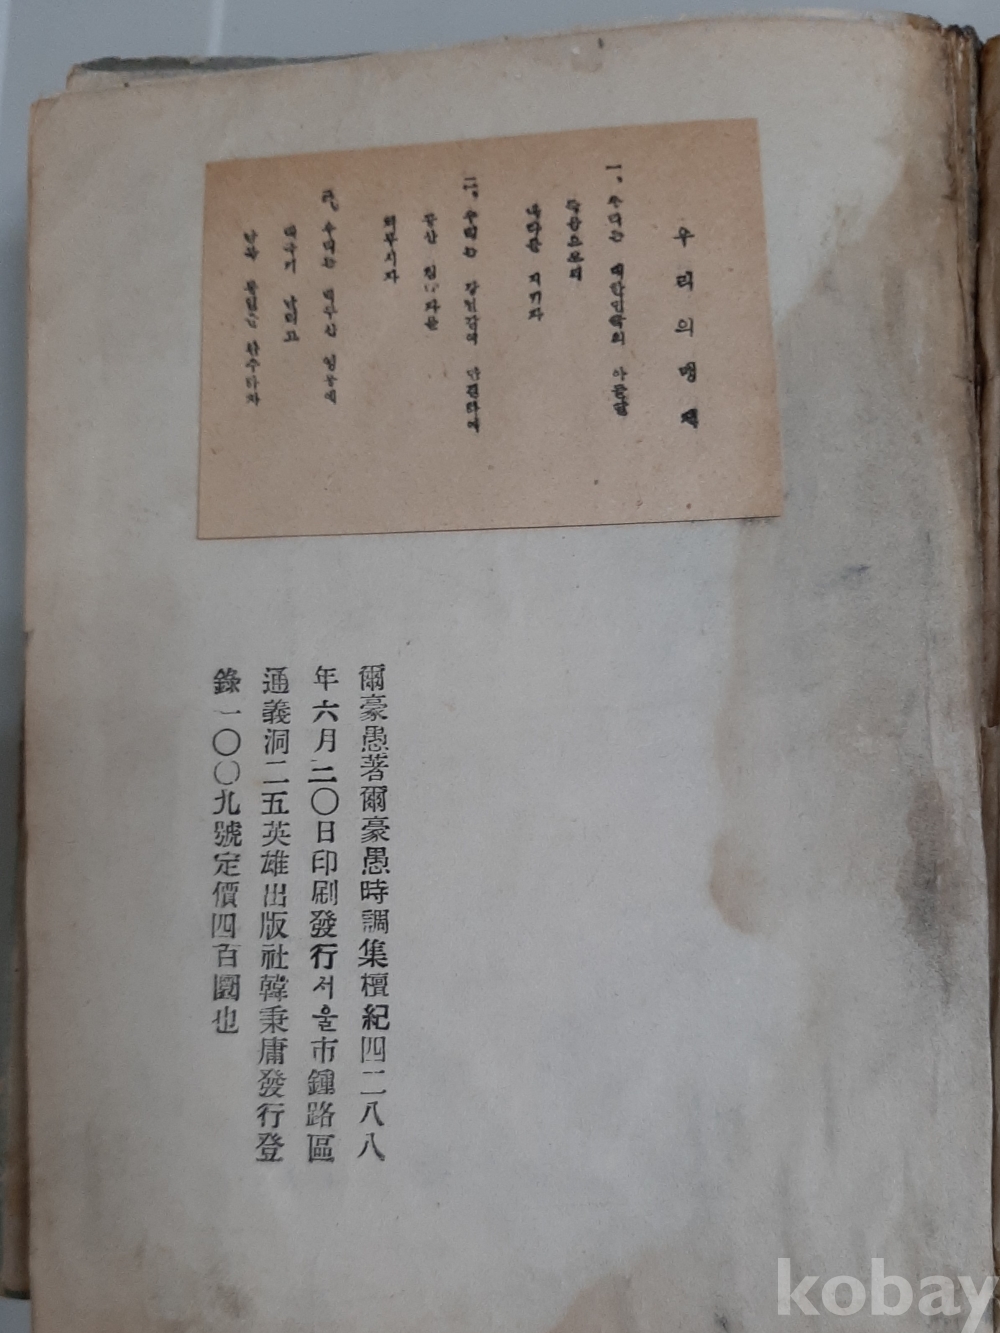 우리의 맹세
一, 우리는 대한민국의 아들딸
죽음으로써
나라를 지키자
二, 우리는 강철같이 단결하여
공산 침략자를
쳐부시자
三, 우리는 백두산 영봉에
태극기 날리고
남북 통일을 완수하자
爾豪愚著爾豪愚時調集檀紀四二八八
年六月二〇日印刷發行서울市鍾路區
通義洞二五英雄出版社韓秉庸發行登
錄一〇〇九號定價四百圜也
kobay